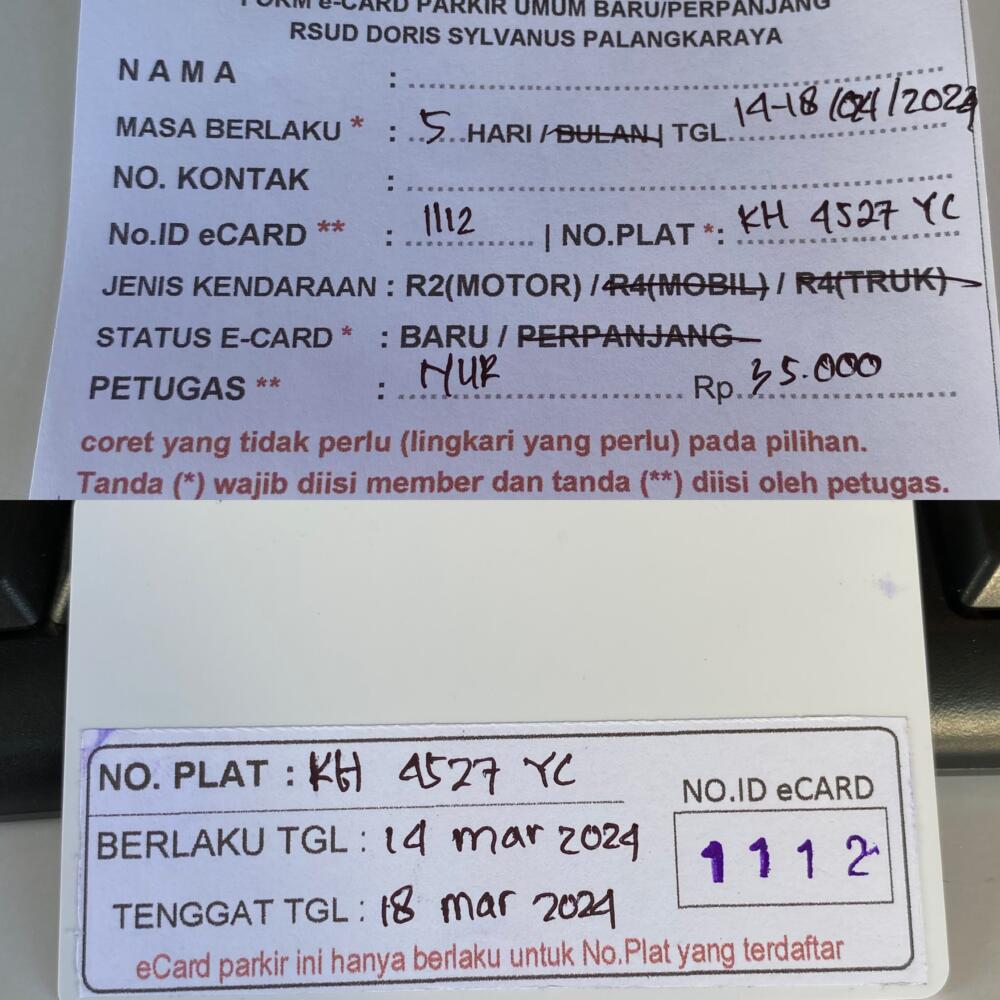 FORM e-CARD PARKIR UMUM BARU/PERPANJANG
RSUD DORIS SYLVANUS PALANGKARAYA
NAMA :
MASA BERLAKU * : 5 HARI / BULAN | TGL 14-18/04/2024
NO. KONTAK :
No.ID eCARD ** : 1112 | NO.PLAT *: KH 4527 YC
JENIS KENDARAAN : R2(MOTOR) / R4(MOBIL) / R4(TRUK)
STATUS E-CARD * : BARU / PERPANJANG
PETUGAS ** : NUR Rp. 35.000
coret yang tidak perlu (lingkari yang perlu) pada pilihan.
Tanda (*) wajib diisi member dan tanda (**) diisi oleh petugas.
NO. PLAT : KH 4527 YC
NO.ID eCARD
BERLAKU TGL : 14 mar 2024
1112
TENGGAT TGL : 18 mar 2024
eCard parkir ini hanya berlaku untuk No.Plat yang terdaftar